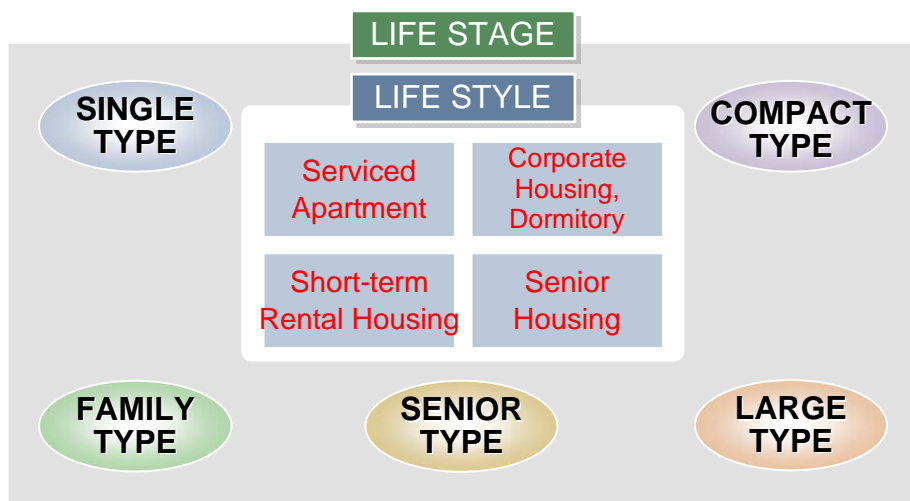 LIFE STAGE
LIFE STYLE
SINGLE
TYPE
COMPACT
TYPE
Serviced
Apartment
Corporate
Housing,
Dormitory
Short-term
Rental Housing
Senior
Housing
FAMILY
TYPE
SENIOR
TYPE
LARGE
TYPE